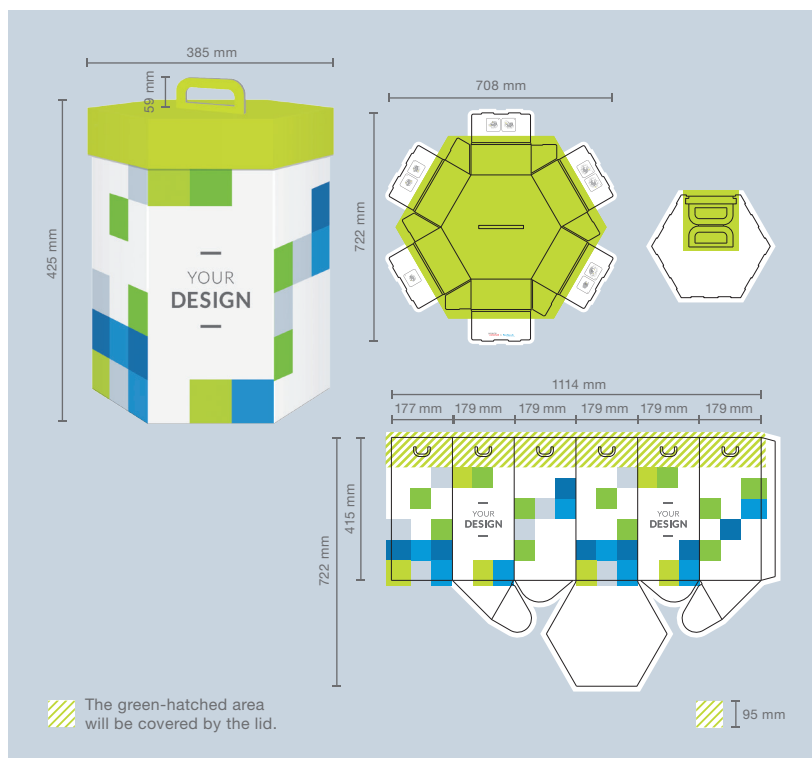 385 mm
59 mm
425 mm
YOUR
DESIGN
708 mm
722 mm
1114 mm
177 mm 179 mm 179 mm 179 mm 179 mm 179 mm
415 mm
722 mm
YOUR
DESIGN
YOUR
DESIGN
The green-hatched area
will be covered by the lid.
95 mm